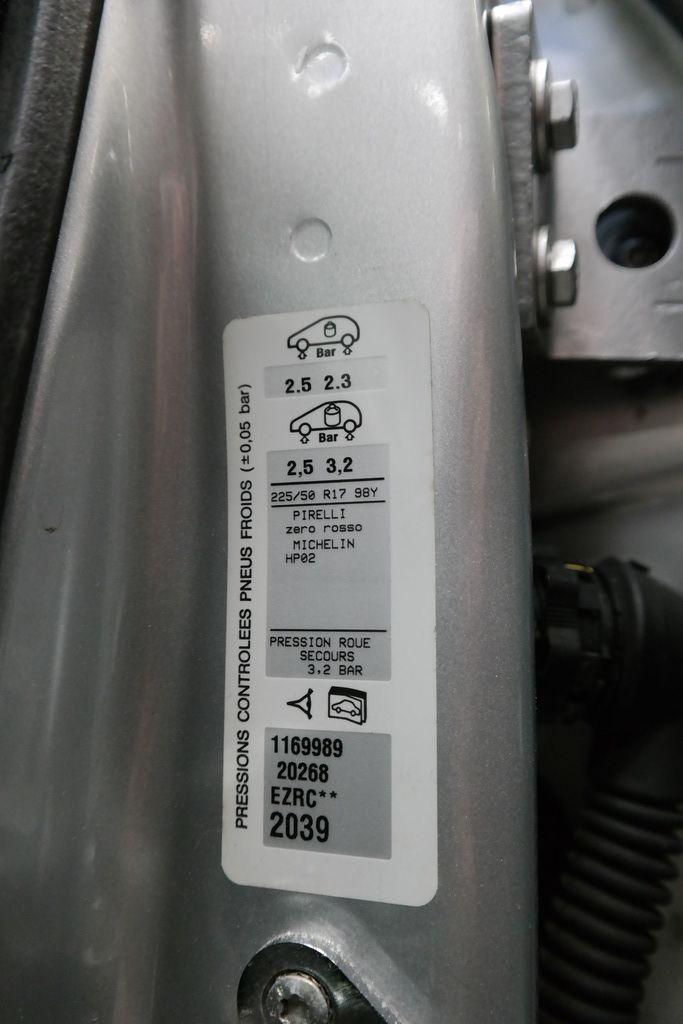 PRESSIONS CONTROLEES PNEUS FROIDS (±0,05 bar)
Bar
2.5 2.3
Bar
2,5 3,2
225/50 R17 98Y
PIRELLI
zero rosso
MICHELIN
HP02
PRESSION ROUE
SECOURS
3,2 BAR
1169989
20268
EZRC**
2039